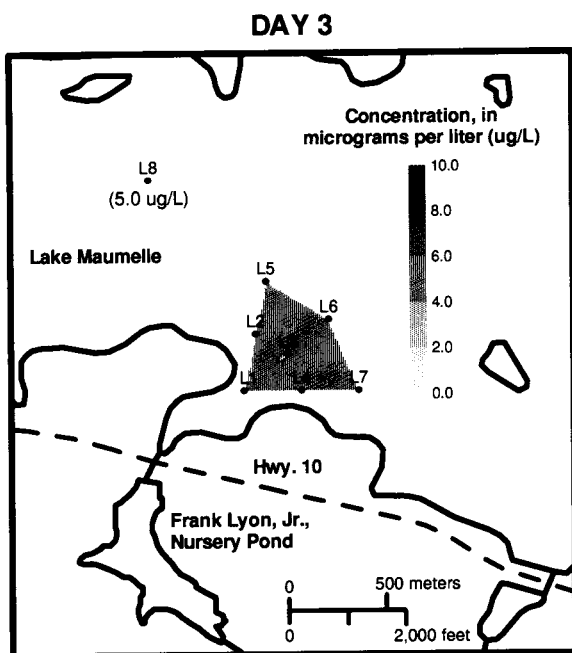 DAY 3
Concentration, in
micrograms per liter (ug/L)
10.0
8.0
6.0
4.0
2.0
0.0
L8
(5.0 ug/L)
Lake Maumelle
L5
L6
L2
L7
Hwy. 10
Frank Lyon, Jr.,
Nursery Pond
0 500 meters
0 2,000 feet